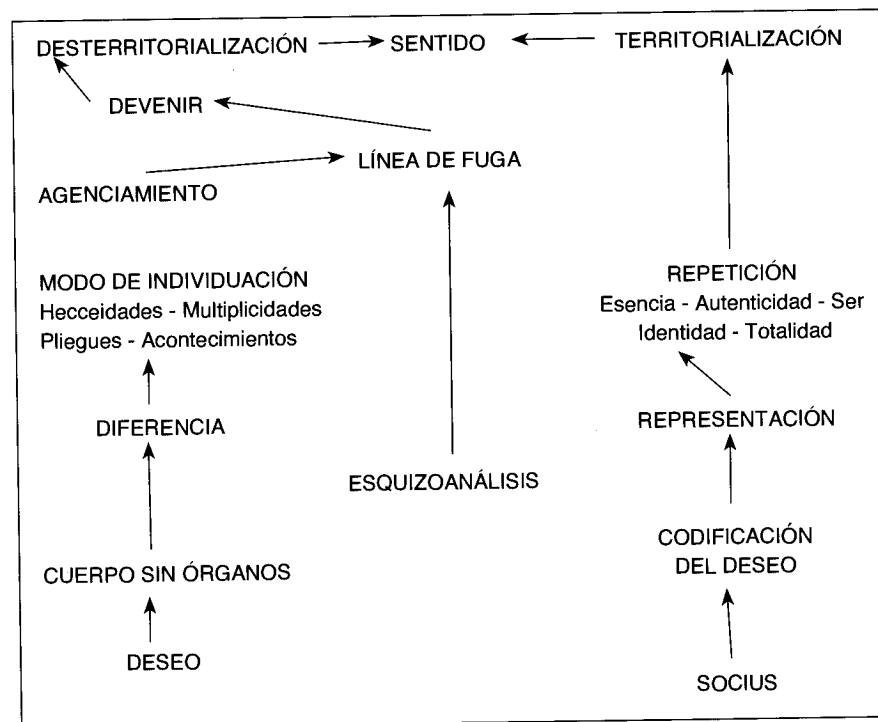 DESTERRITORIALIZACIÓN SENTIDO TERRITORIALIZACIÓN
DEVENIR
LÍNEA DE FUGA
AGENCIAMIENTO
MODO DE INDIVIDUACIÓN
Hecceidades - Multiplicidades
Pliegues - Acontecimientos
REPETICIÓN
Esencia - Autenticidad - Ser
Identidad - Totalidad
DIFERENCIA
REPRESENTACIÓN
ESQUIZOANÁLISIS
CODIFICACIÓN
DEL DESEO
CUERPO SIN ÓRGANOS
DESEO
SOCIUS